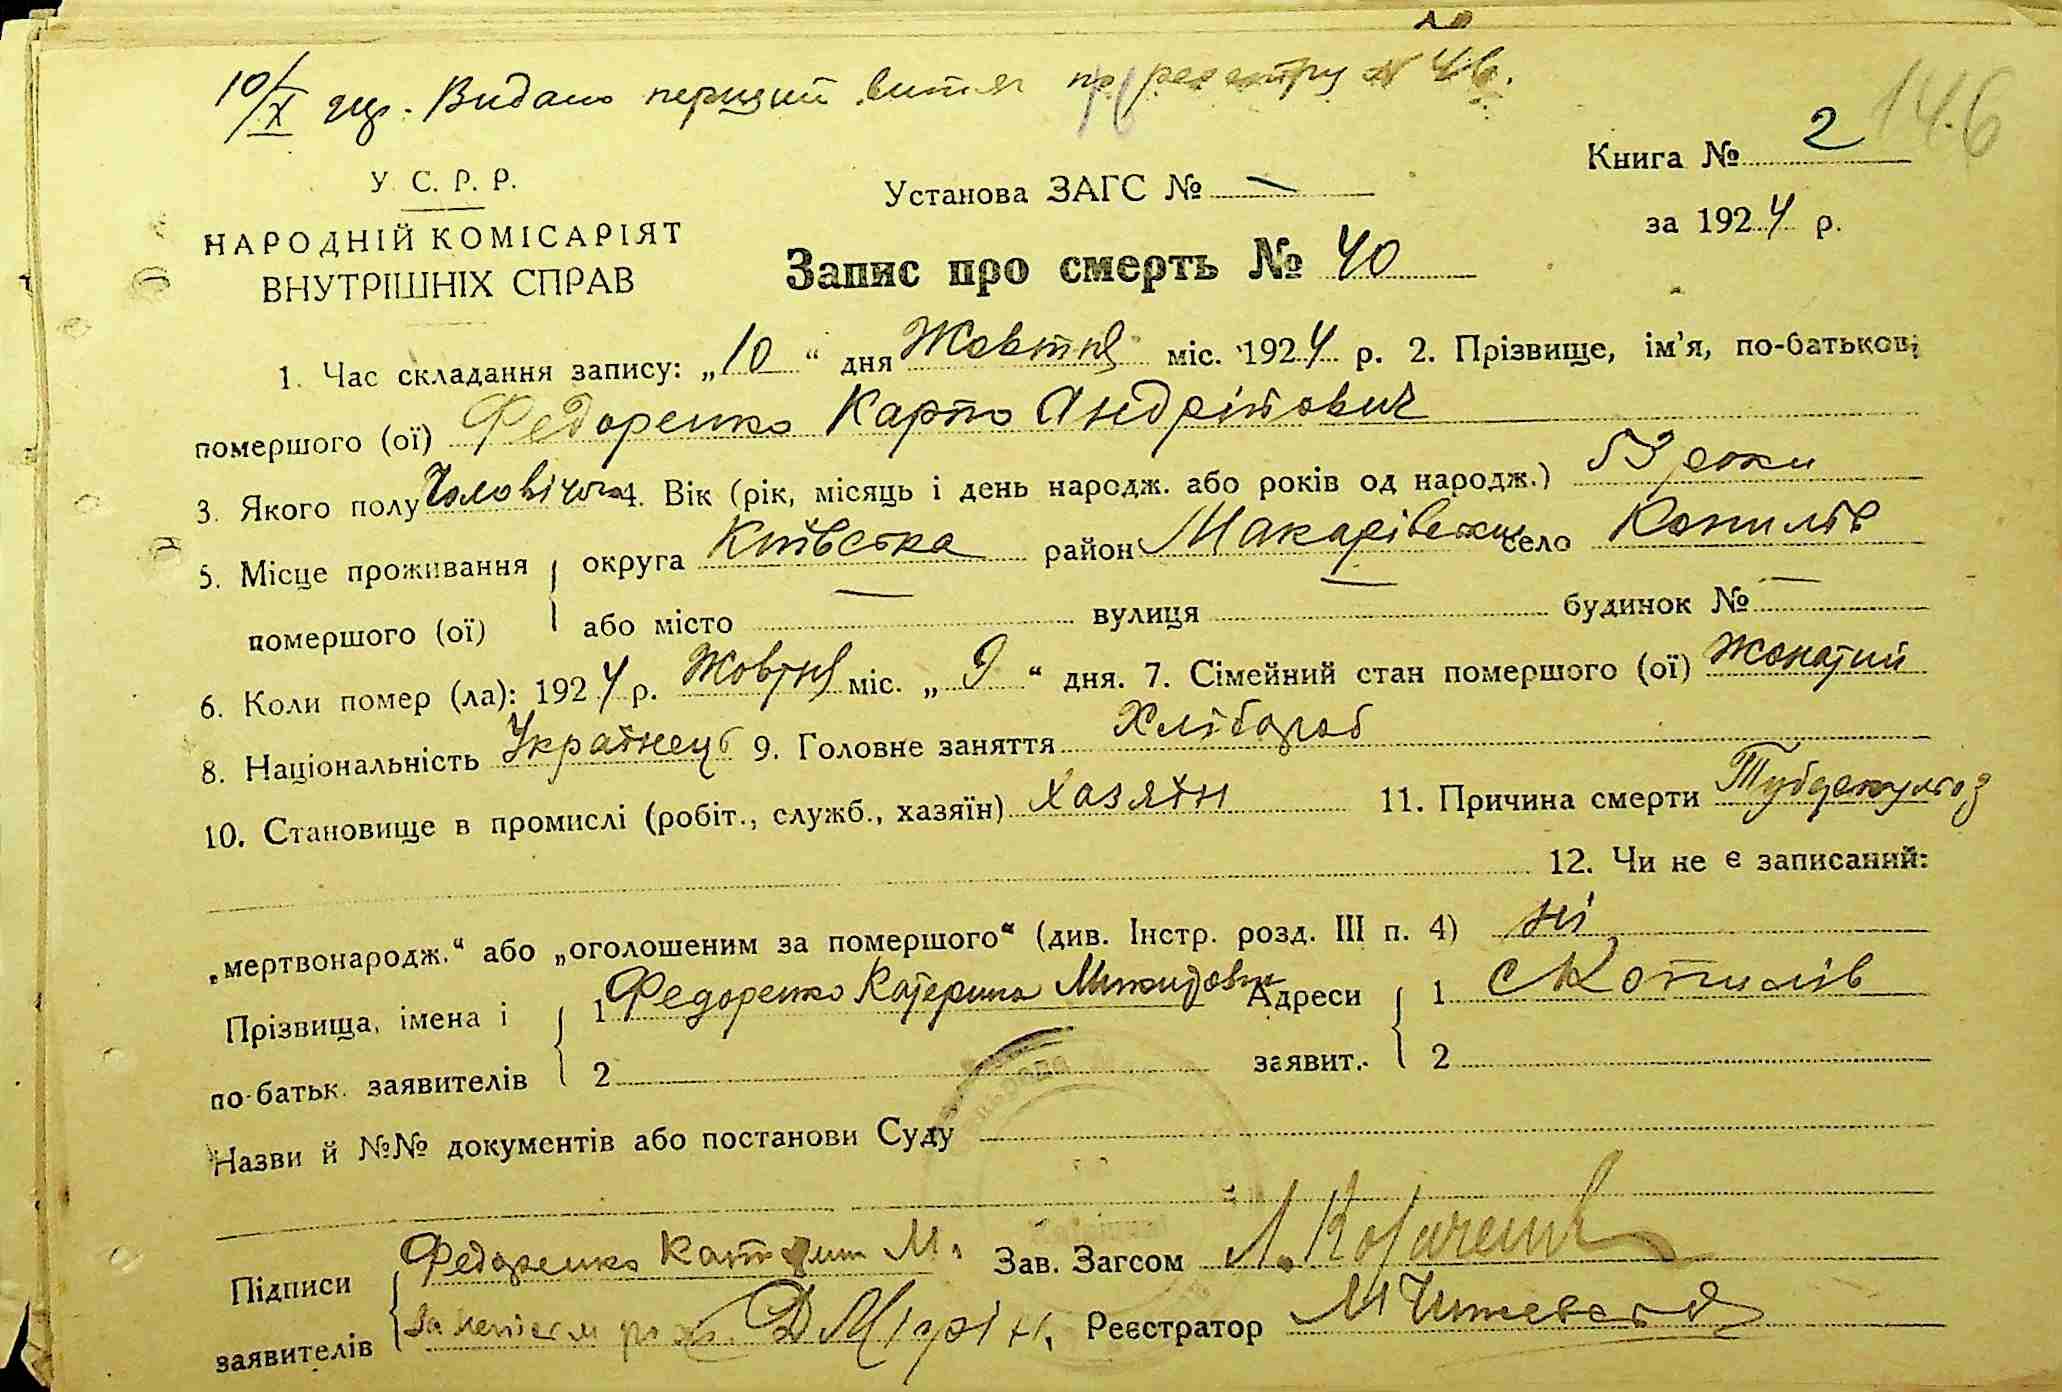 10/X цр. Видано перший витяг по реєстру № 46.
146
У. С. Р. Р.
НАРОДНІЙ КОМІСАРІЯТ
ВНУТРІШНІХ СПРАВ
Установа ЗАГС № —
Книга № 2
за 1924 р.
Запис про смерть № 40
1. Час складання запису: „10“ дня Жовтня міс. 1924 р. 2. Прізвище, ім'я, по-батькові
помершого (ої) Федоренко Карпо Андрійович
3. Якого полу Чоловічого 4. Вік (рік, місяць і день народж. або років од народж.) 53 роки
5. Місце проживання округа Київська район Макарівський село Копилів
помершого (ої) або місто — вулиця — будинок № —
6. Коли помер (ла): 1924 р. Жовтня міс. „9“ дня. 7. Сімейний стан помершого (ої) Жонатий
8. Національність Українець 9. Головне заняття Хлібороб
10. Становище в промислі (робіт., служб., хазяїн) хазяїн 11. Причина смерти Туберкульоз
12. Чи не є записаний:
„мертвонародж.“ або „оголошеним за помершого“ (див. Інстр. розд. III п. 4) ні
Прізвища, імена і 1 Федоренко Катерина Адреси 1 с Копилів
по-батьк. заявителів 2 заявит. 2
Назви й №№ документів або постанови Суду
Підписи Федоренко Катерин М. Зав. Загсом Л.
заявителів Реєстратор М